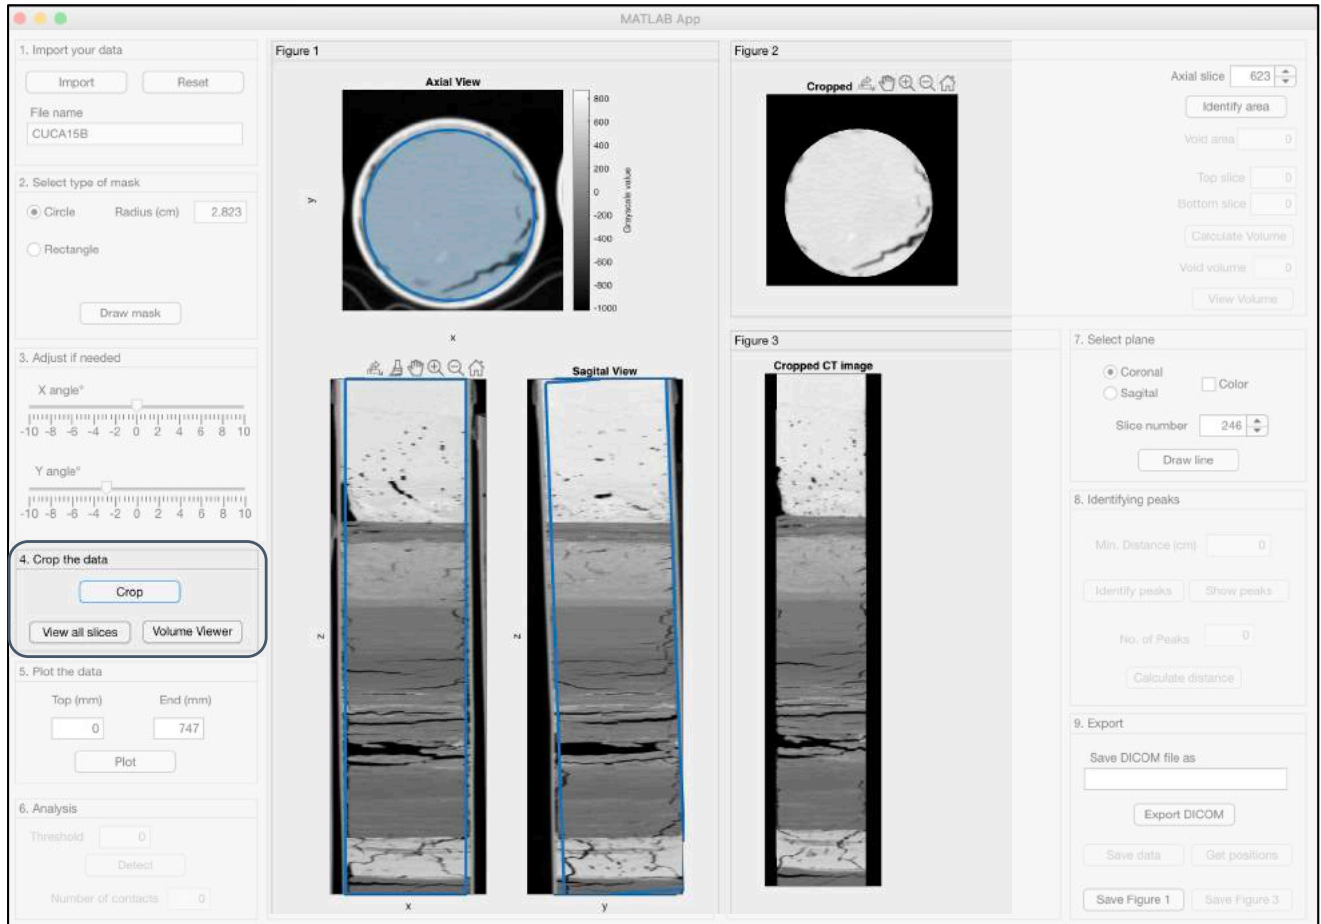 MATLAB App
1. Import your data
Import
Reset
File name
CUCA15B
2. Select type of mask
Circle
Radius (cm)
2.823
Rectangle
Draw mask
3. Adjust if needed
X angle°
-10 -8 -6 -4 -2 0 2 4 6 8 10
Y angle°
-10 -8 -6 -4 -2 0 2 4 6 8 10
4. Crop the data
Crop
View all slices
Volume Viewer
5. Plot the data
Top (mm)
End (mm)
0
747
Plot
6. Analysis
Threshold
0
Detect
Number of contacts
0
Figure 1
Axial View
y
x
800
600
400
200
0
-200
-400
-600
-800
-1000
Grayscale value
Sagital View
z
x
z
y
Figure 2
Cropped
Axial slice
623
Identify area
Void area
0
Top slice
0
Bottom slice
0
Calculate Volume
Void volume
0
View Volume
Figure 3
Cropped CT image
7. Select plane
Coronal
Sagital
Color
Slice number
246
Draw line
8. Identifying peaks
Min. Distance (cm)
0
Identify peaks
Show peaks
No. of Peaks
0
Calculate distance
9. Export
Save DICOM file as
Export DICOM
Save data
Get positions
Save Figure 1
Save Figure 3